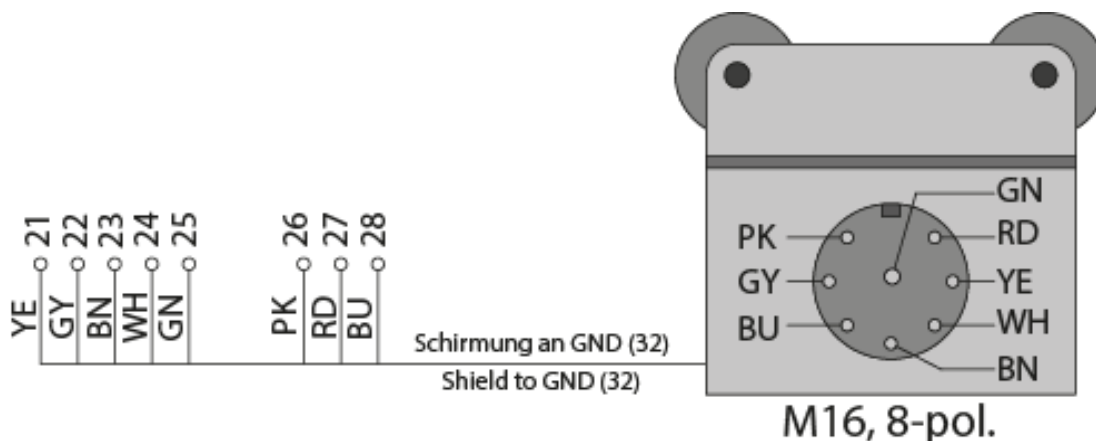 21
22
23
24
25
26
27
28
YE
GY
BN
WH
GN
PK
RD
BU
Schirmung an GND (32)
Shield to GND (32)
GN
PK
RD
GY
YE
BU
WH
BN
M16, 8-pol.